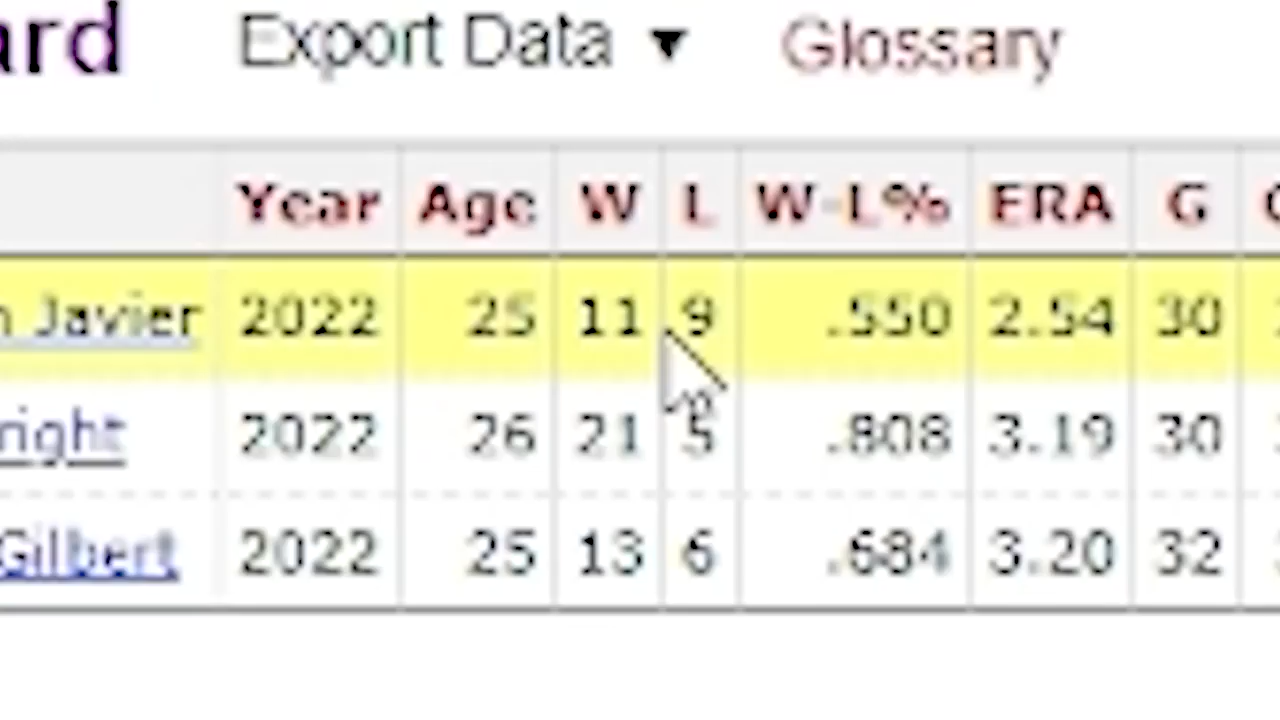 ard Export Data ▼ Glossary
Year Age W L W-L% ERA G
n Javier 2022 25 11 9 .550 2.54 30
right 2022 26 21 5 .808 3.19 30
Gilbert 2022 25 13 6 .684 3.20 32